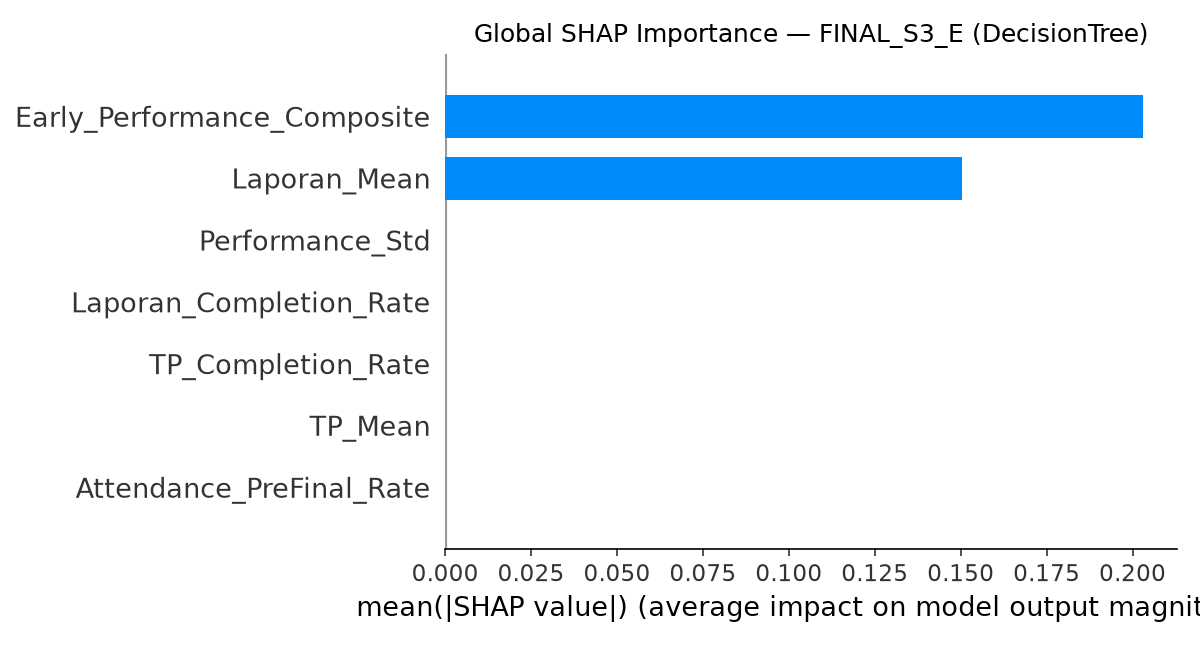 Global SHAP Importance — FINAL_S3_E (DecisionTree)
Early_Performance_Composite
Laporan_Mean
Performance_Std
Laporan_Completion_Rate
TP_Completion_Rate
TP_Mean
Attendance_PreFinal_Rate
0.000 0.025 0.050 0.075 0.100 0.125 0.150 0.175 0.200
mean(|SHAP value|) (average impact on model output magnit